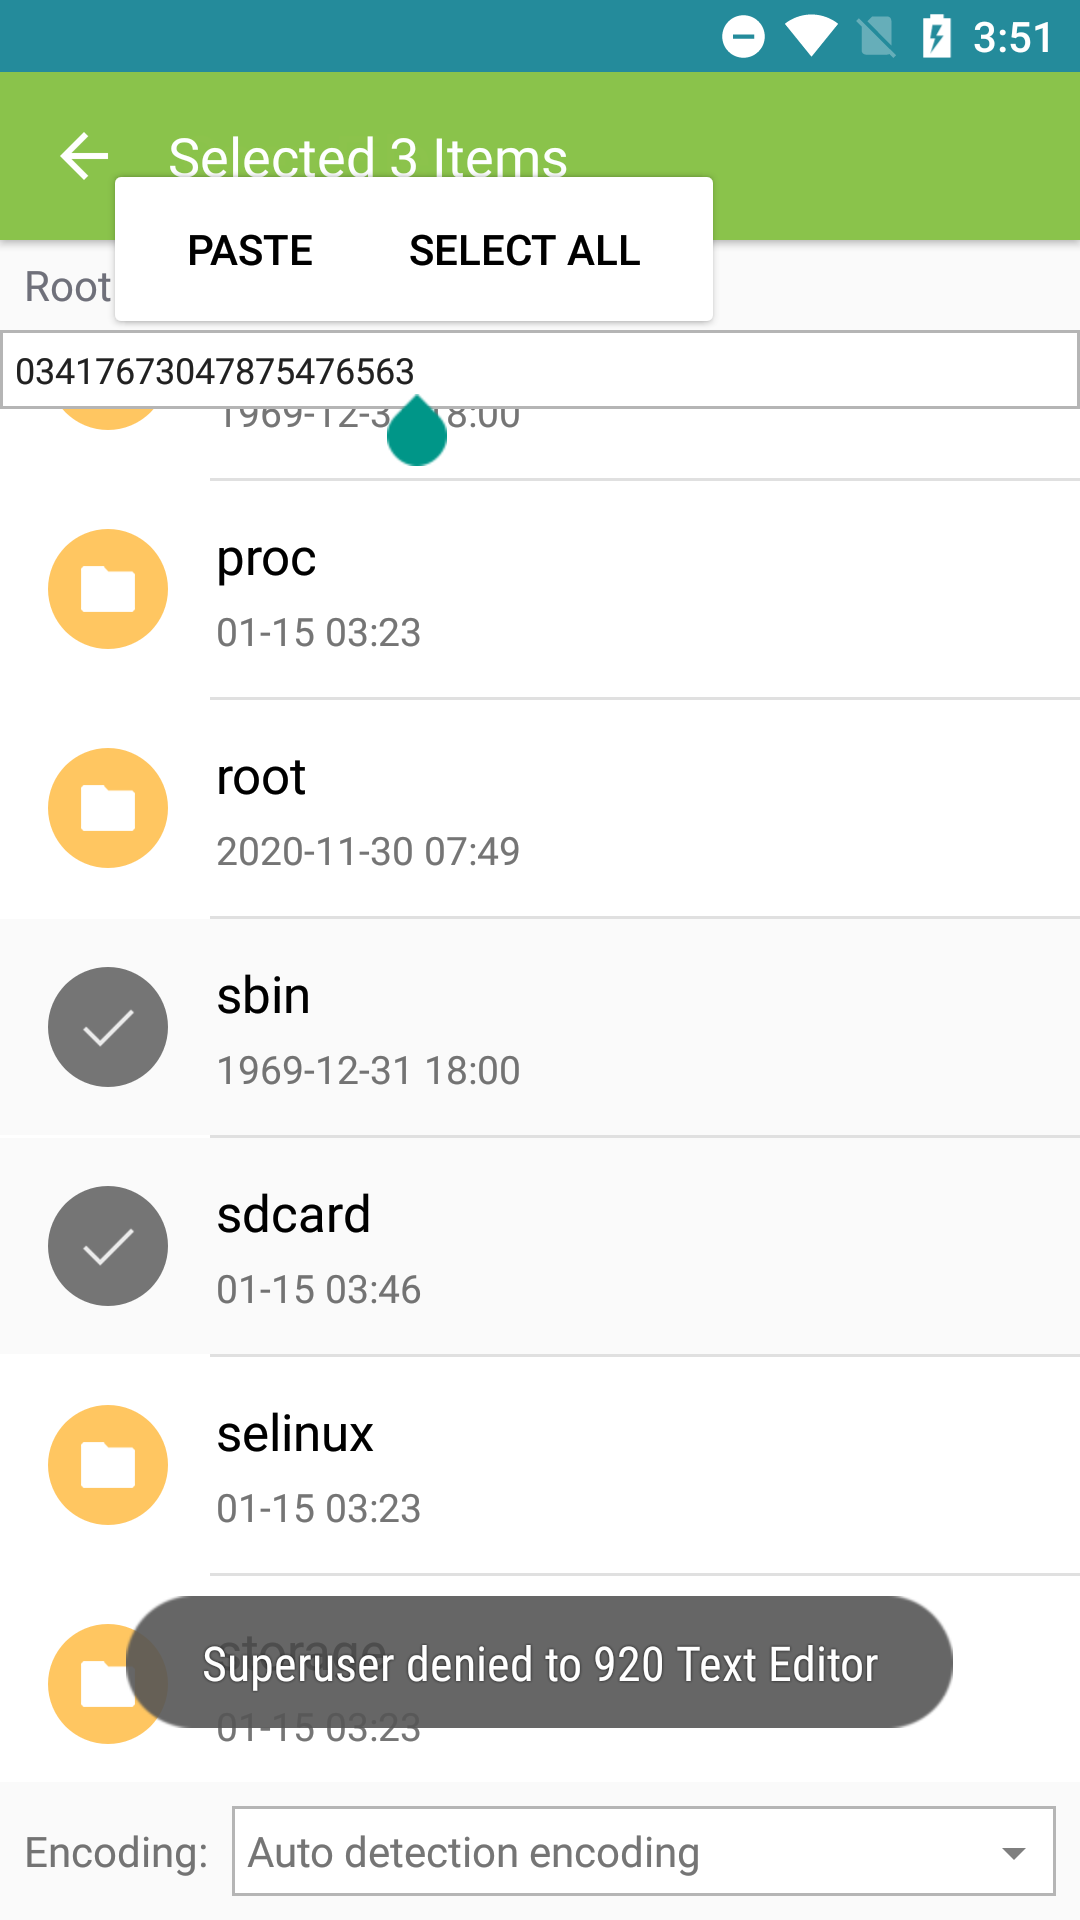 3:51
Selected 3 Items
PASTE SELECT ALL
Root
03417673047875476563
1969-12-3 8:00
proc
01-15 03:23
root
2020-11-30 07:49
sbin
1969-12-31 18:00
sdcard
01-15 03:46
selinux
01-15 03:23
storage
Superuser denied to 920 Text Editor
01-15 03:23
Encoding: Auto detection encoding